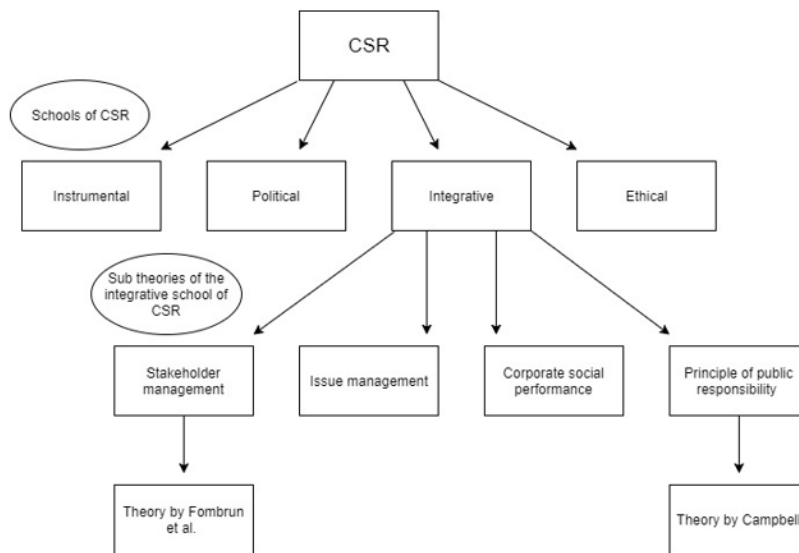 CSR
Schools of CSR
Instrumental
Political
Integrative
Ethical
Sub theories of the
integrative school of
CSR
Stakeholder
management
Issue management
Corporate social
performance
Principle of public
responsibility
Theory by Fombrun
et al.
Theory by Campbell